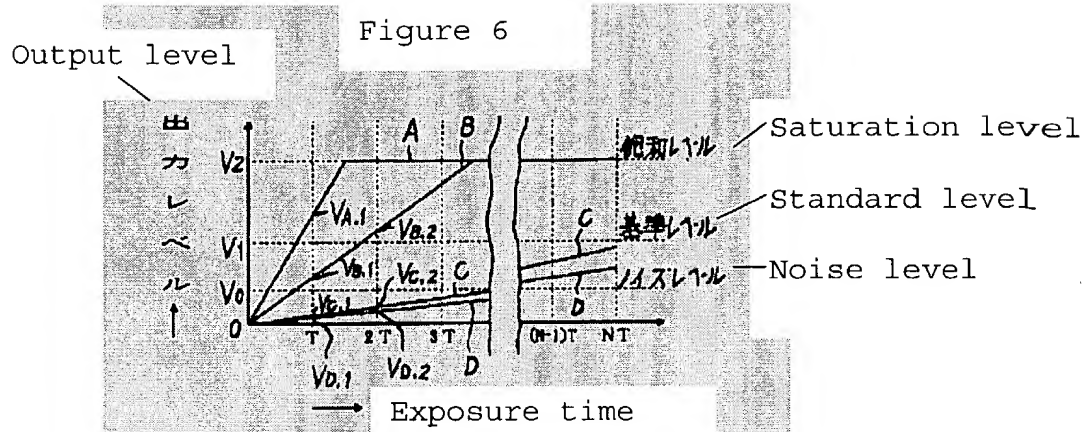 Figure 6
Output level
出力レベル
A
B
飽和レベル
Saturation level
V2
VA.1
VB.2
Standard level
C
基準レベル
V1
VB.1
VC.2
C
ノイズレベル
Noise level
V0
VC.1
D
0
T
2T
3T
(N-1)T
NT
VD.1
VD.2
D
Exposure time